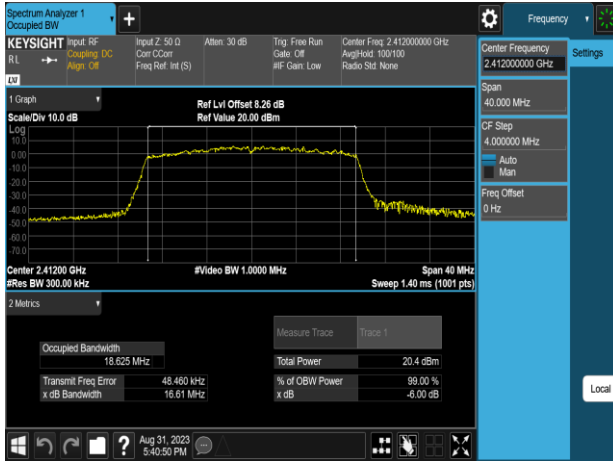 Spectrum Analyzer 1
Occupied BW
Frequency
KEYSIGHT
RL
LXI
Input: RF
Coupling: DC
Align: Off
Input Z: 50 Ω
Corr CCorr
Freq Ref: Int (S)
Atten: 30 dB
Trig: Free Run
Gate: Off
#IF Gain: Low
Center Freq: 2.412000000 GHz
Avg|Hold: 100/100
Radio Std: None
Center Frequency
2.412000000 GHz
Settings
Span
40.000 MHz
CF Step
4.000000 MHz
Auto
Man
Freq Offset
0 Hz
Local
1 Graph
Scale/Div 10.0 dB
Ref Lvl Offset 8.26 dB
Ref Value 20.00 dBm
Log
10.0
0.00
-10.0
-20.0
-30.0
-40.0
-50.0
-60.0
-70.0
Center 2.41200 GHz
#Video BW 1.0000 MHz
Span 40 MHz
#Res BW 300.00 kHz
Sweep 1.40 ms (1001 pts)
2 Metrics
Measure Trace
Trace 1
Occupied Bandwidth
18.625 MHz
Total Power
20.4 dBm
Transmit Freq Error
48.460 kHz
% of OBW Power
99.00 %
x dB Bandwidth
16.61 MHz
x dB
-6.00 dB
?
Aug 31, 2023
5:40:50 PM